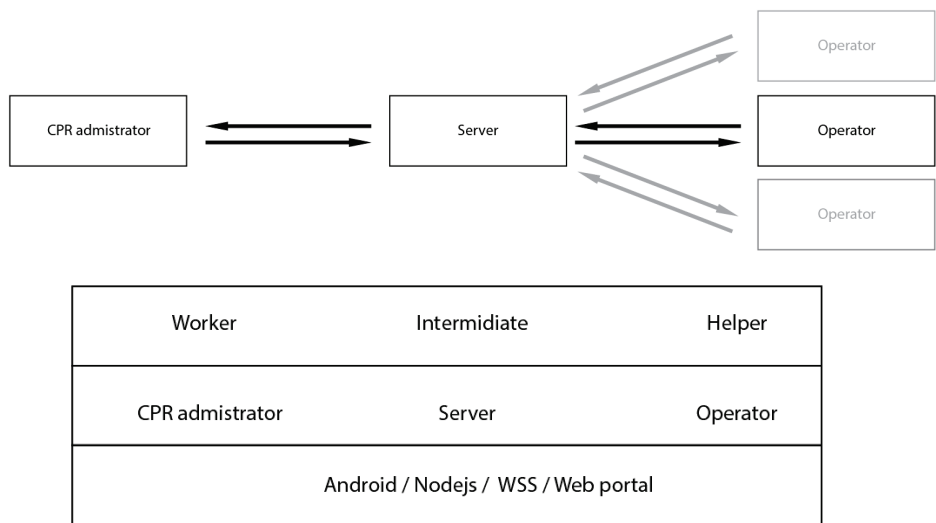 Operator
CPR admistrator
Server
Operator
Operator
Worker
Intermidiate
Helper
CPR admistrator
Server
Operator
Android / Nodejs / WSS / Web portal